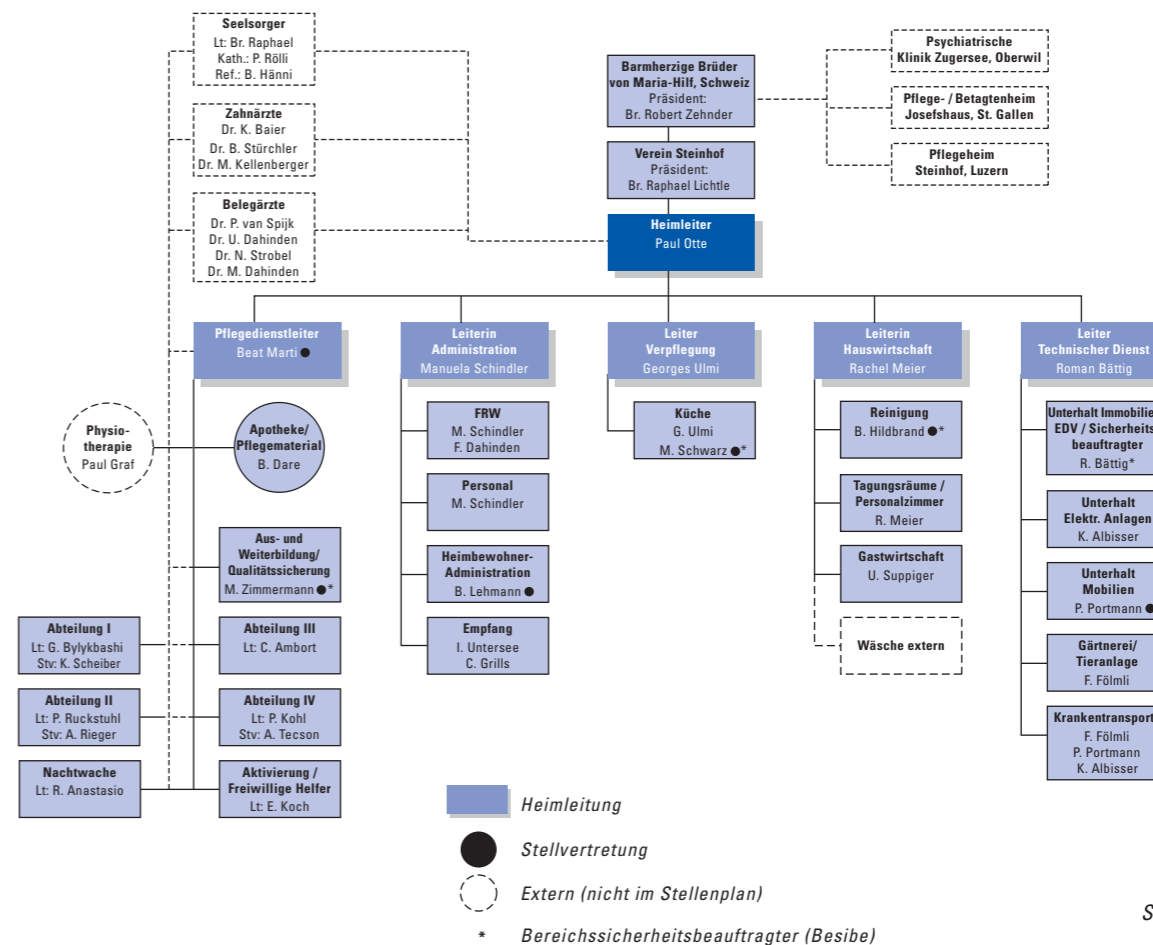 Seelsorger
Lt: Br. Raphael
Kath.: P. Rölli
Ref.: B. Hänni
Zahnärzte
Dr. K. Baier
Dr. B. Stürchler
Dr. M. Kellenberger
Belegärzte
Dr. P. van Spijk
Dr. U. Dahinden
Dr. N. Strobel
Dr. M. Dahinden
Barmherzige Brüder
von Maria-Hilf, Schweiz
Präsident:
Br. Robert Zehnder
Verein Steinhof
Präsident:
Br. Raphael Lichtle
Heimleiter
Paul Otte
Psychiatrische
Klinik Zugersee, Oberwil
Pflege- / Betagtenheim
Josefshaus, St. Gallen
Pflegeheim
Steinhof, Luzern
Pflegedienstleiter
Beat Marti ●
Leiterin
Administration
Manuela Schindler
Leiter
Verpflegung
Georges Ulmi
Leiterin
Hauswirtschaft
Rachel Meier
Leiter
Technischer Dienst
Roman Bättig
Physio-
therapie
Paul Graf
Apotheke/
Pflegematerial
B. Dare
Aus- und
Weiterbildung/
Qualitätssicherung
M. Zimmermann ●*
Abteilung I
Lt: G. Bylykbashi
Stv: K. Scheiber
Abteilung III
Lt: C. Ambort
Abteilung II
Lt: P. Ruckstuhl
Stv: A. Rieger
Abteilung IV
Lt: P. Kohl
Stv: A. Tecson
Nachtwache
Lt: R. Anastasio
Aktivierung /
Freiwillige Helfer
Lt: E. Koch
FRW
M. Schindler
F. Dahinden
Personal
M. Schindler
Heimbewohner-
Administration
B. Lehmann ●
Empfang
I. Untersee
C. Grills
Küche
G. Ulmi
M. Schwarz ●*
Reinigung
B. Hildbrand ●*
Tagungsräume /
Personalzimmer
R. Meier
Gastwirtschaft
U. Suppiger
Wäsche extern
Unterhalt Immobilie
EDV / Sicherheits
beauftragter
R. Bättig*
Unterhalt
Elektr. Anlagen
K. Albisser
Unterhalt
Mobilien
P. Portmann ●
Gärtnerei/
Tieranlage
F. Fölmli
Krankentransport
F. Fölmli
P. Portmann
K. Albisser
Heimleitung
Stellvertretung
Extern (nicht im Stellenplan)
* Bereichssicherheitsbeauftragter (Besibe)
S